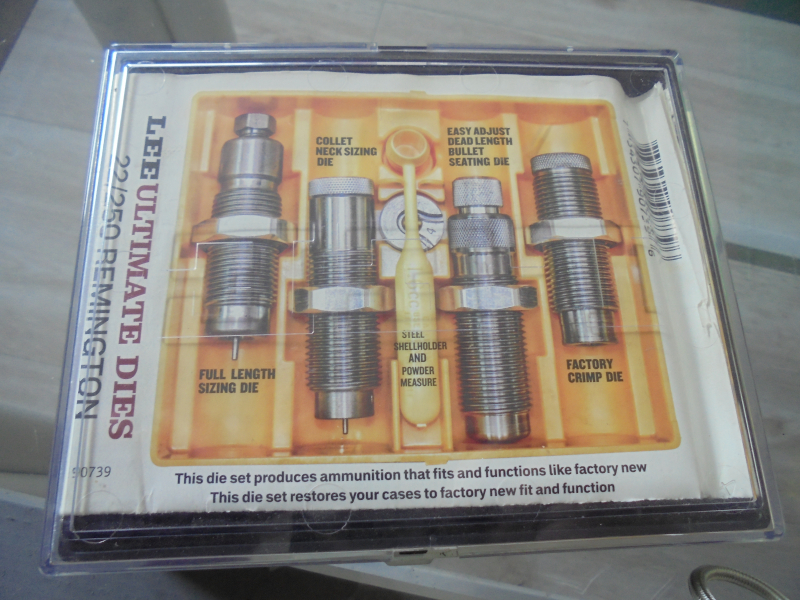 LEE ULTIMATE DIES
22/250 REMINGTON
90739
COLLET
NECK SIZING
DIE
EASY ADJUST
DEAD LENGTH
BULLET
SEATING DIE
4
STEEL
SHELLHOLDER
AND
POWDER
MEASURE
FULL LENGTH
SIZING DIE
FACTORY
CRIMP DIE
This die set produces ammunition that fits and functions like factory new
This die set restores your cases to factory new fit and function